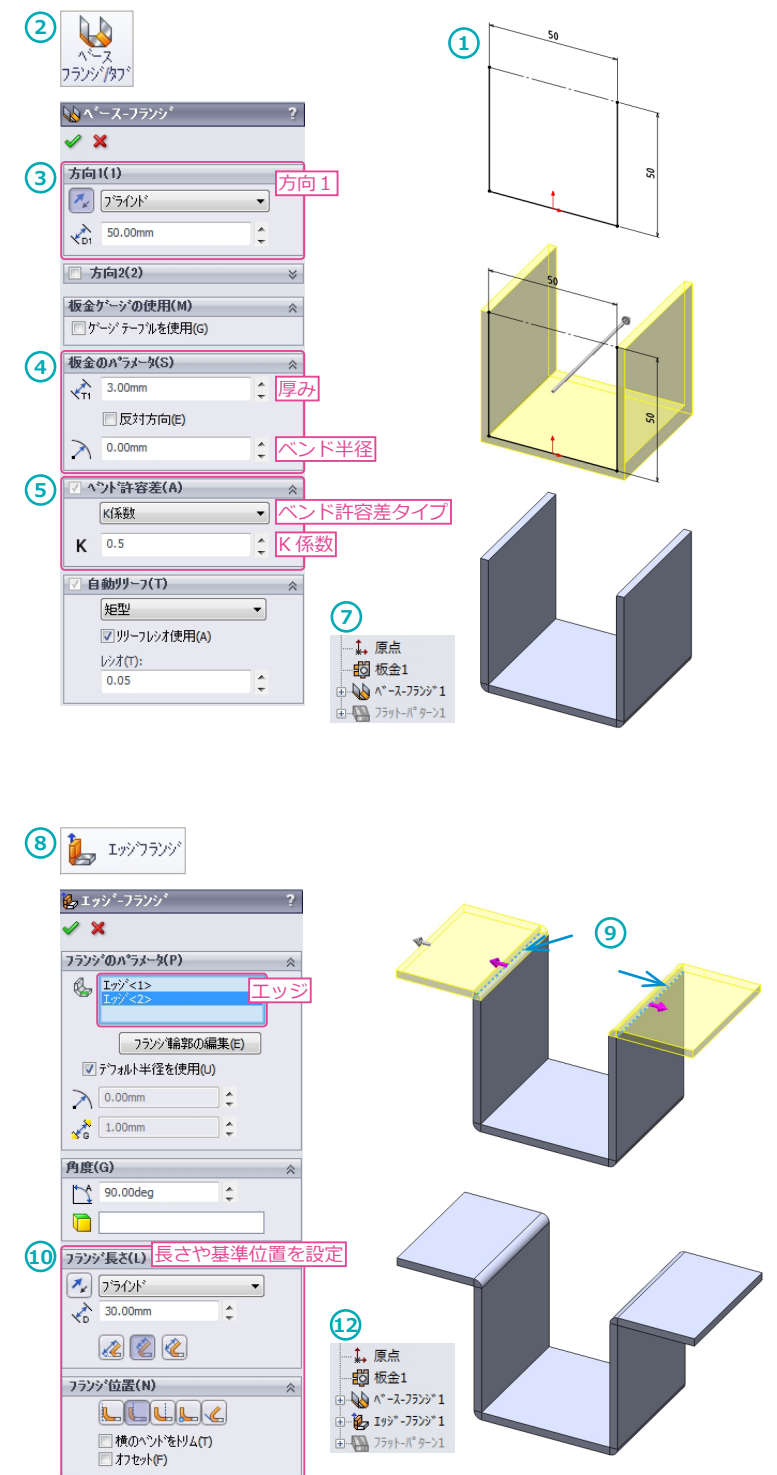 ②
ﾍﾞｰｽ
ﾌﾗﾝｼﾞ/ﾀﾌﾞ
①
50
50
ﾍﾞｰｽ-ﾌﾗﾝｼﾞ ?
③
方向1(1)
方向１
ﾌﾞﾗｲﾝﾄﾞ
D1 50.00mm
方向2(2)
板金ｹﾞｰｼﾞの使用(M)
ｹﾞｰｼﾞ ﾃｰﾌﾞﾙを使用(G)
50
50
④
板金のﾊﾟﾗﾒｰﾀ(S)
T1 3.00mm
厚み
反対方向(E)
0.00mm
ベンド半径
⑤
ﾍﾞﾝﾄﾞ許容差(A)
K係数
ベンド許容差タイプ
K 0.5
K 係数
自動ﾘﾘｰﾌ(T)
矩型
ﾘﾘｰﾌ ﾚｼｵ使用(A)
ﾚｼｵ(T):
0.05
⑦
原点
板金1
ﾍﾞｰｽ-ﾌﾗﾝｼﾞ1
ﾌﾗｯﾄ-ﾊﾟﾀｰﾝ1
⑧
ｴｯｼﾞﾌﾗﾝｼﾞ
ｴｯｼﾞ-ﾌﾗﾝｼﾞ ?
ﾌﾗﾝｼﾞのﾊﾟﾗﾒｰﾀ(P)
ｴｯｼﾞ<1>
ｴｯｼﾞ<2>
エッジ
ﾌﾗﾝｼﾞ輪郭の編集(E)
ﾃﾞﾌｫﾙﾄ半径を使用(U)
0.00mm
G 1.00mm
⑨
角度(G)
A 90.00deg
⑩
ﾌﾗﾝｼﾞ長さ(L)
長さや基準位置を設定
ﾌﾞﾗｲﾝﾄﾞ
D 30.00mm
ﾌﾗﾝｼﾞ位置(N)
横のﾍﾞﾝﾄﾞをﾄﾘﾑ(T)
ｵﾌｾｯﾄ(F)
⑫
原点
板金1
ﾍﾞｰｽ-ﾌﾗﾝｼﾞ1
ｴｯｼﾞ-ﾌﾗﾝｼﾞ1
ﾌﾗｯﾄ-ﾊﾟﾀｰﾝ1